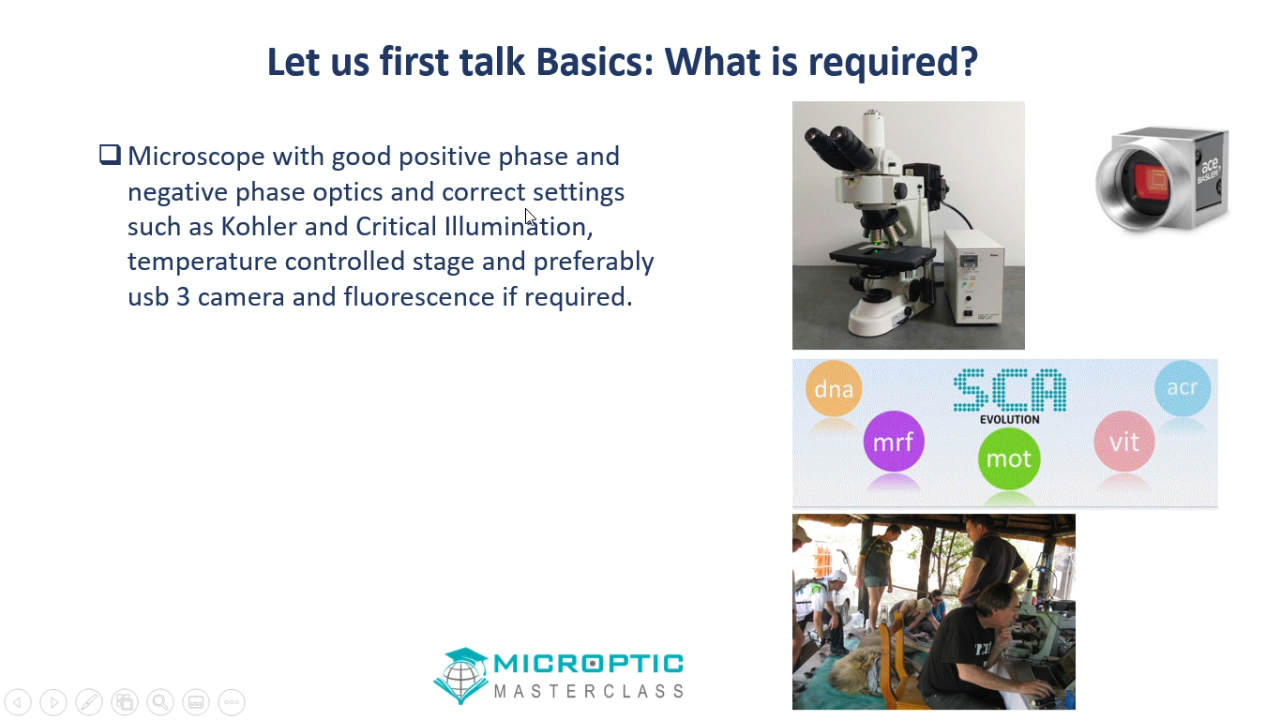 Let us first talk Basics: What is required?
Microscope with good positive phase and
negative phase optics and correct settings
such as Kohler and Critical Illumination,
temperature controlled stage and preferably
usb 3 camera and fluorescence if required.
ace
BASLER
dna
SCA
acr
EVOLUTION
mrf
mot
vit
MICROPTIC
MASTERCLASS